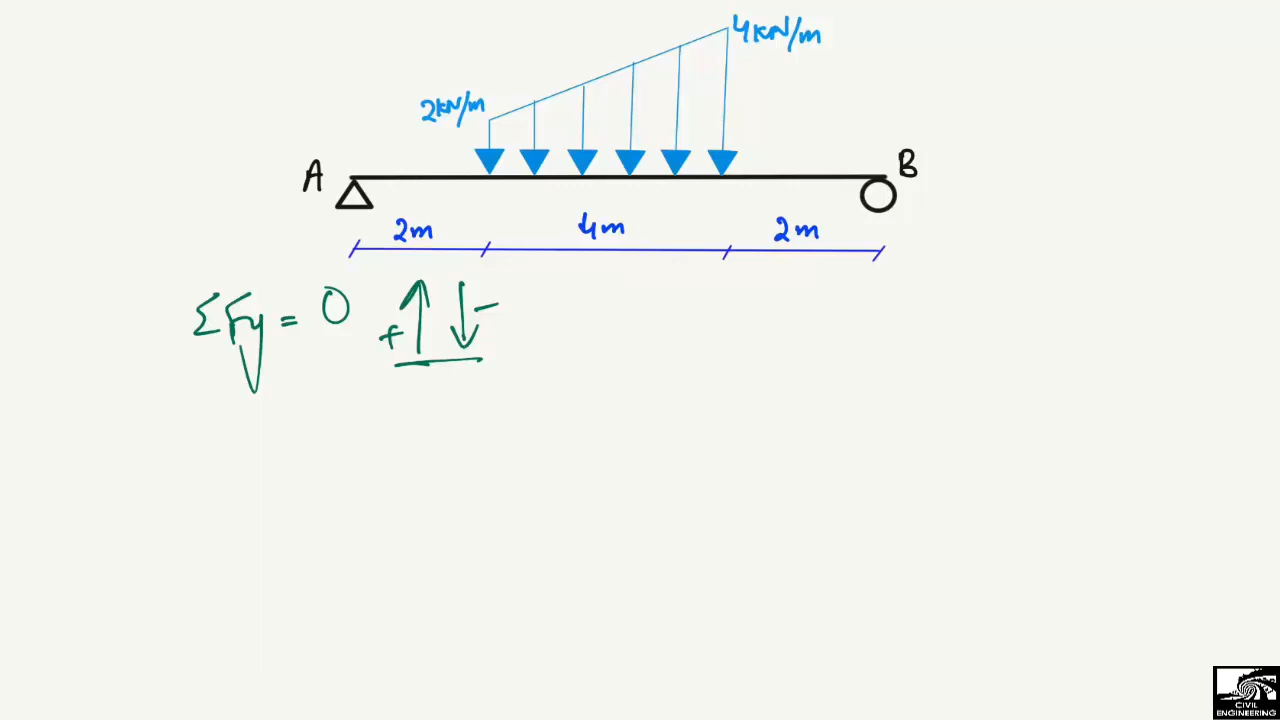 4kN/m
2kN/m
A
B
2m
4m
2m
ΣFy = 0 +↑ ↓-
CIVIL
ENGINEERING